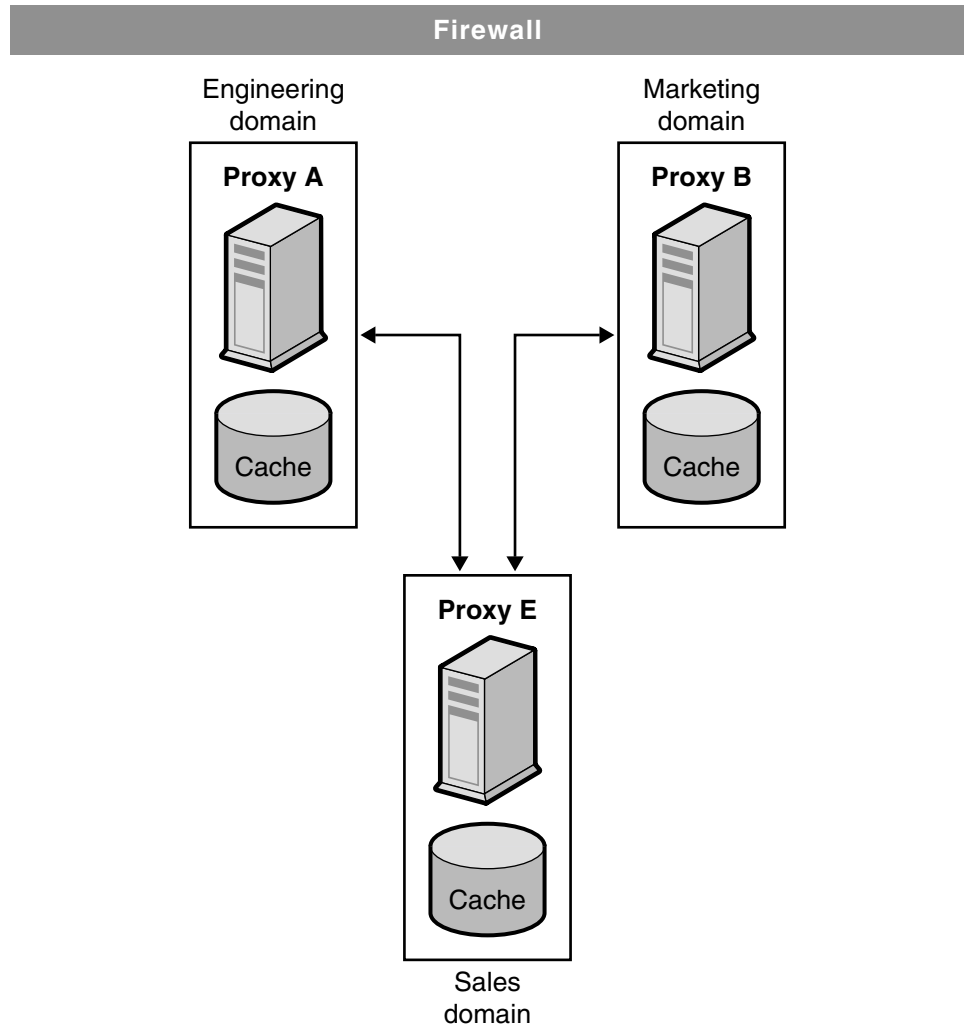 Firewall
Engineering
domain
Marketing
domain
Proxy A
Proxy B
Cache
Cache
Proxy E
Cache
Sales
domain